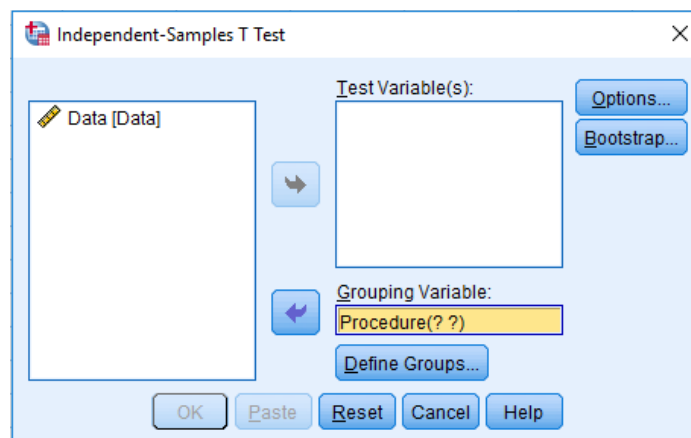 Independent-Samples T Test
Test Variable(s):
Data [Data]
Options...
Bootstrap...
Grouping Variable:
Procedure(? ?)
Define Groups...
OK Paste Reset Cancel Help